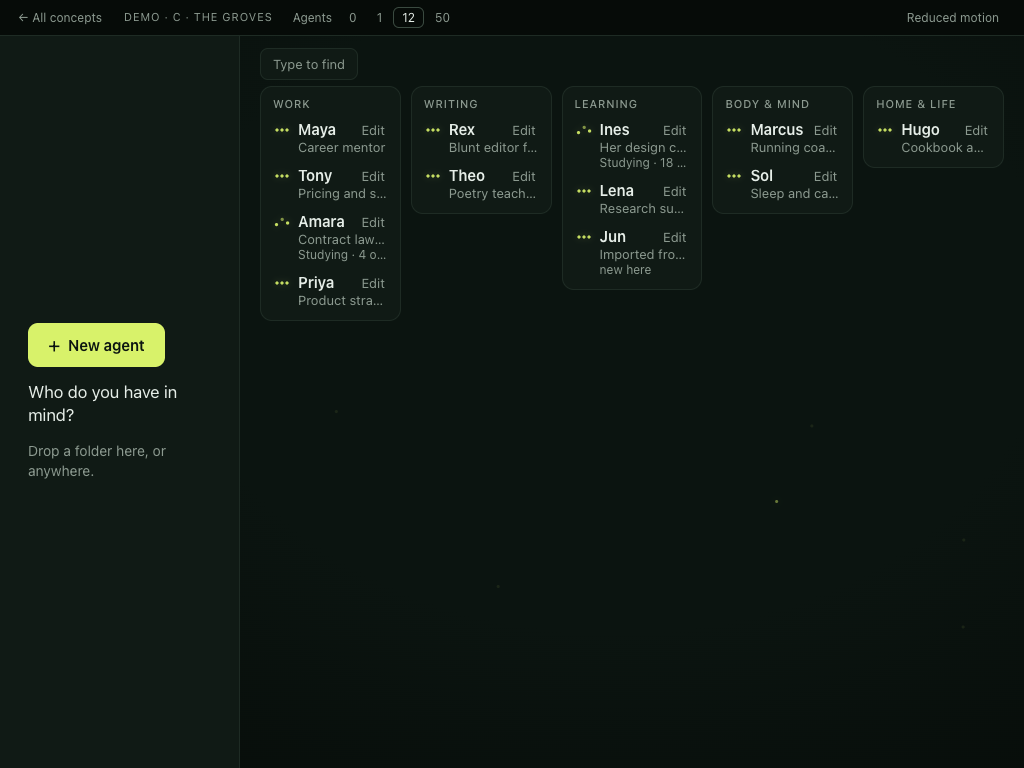 ← All concepts
DEMO · C · THE GROVES
Agents 0 1 12 50
Reduced motion
+ New agent
Who do you have in
mind?
Drop a folder here, or
anywhere.
Type to find
WORK
Maya Edit
Career mentor
Tony Edit
Pricing and s…
Amara Edit
Contract law…
Studying · 4 o…
Priya Edit
Product stra…
WRITING
Rex Edit
Blunt editor f…
Theo Edit
Poetry teach…
LEARNING
Ines Edit
Her design c…
Studying · 18 …
Lena Edit
Research su…
Jun Edit
Imported fro…
new here
BODY & MIND
Marcus Edit
Running coa…
Sol Edit
Sleep and ca…
HOME & LIFE
Hugo Edit
Cookbook a…